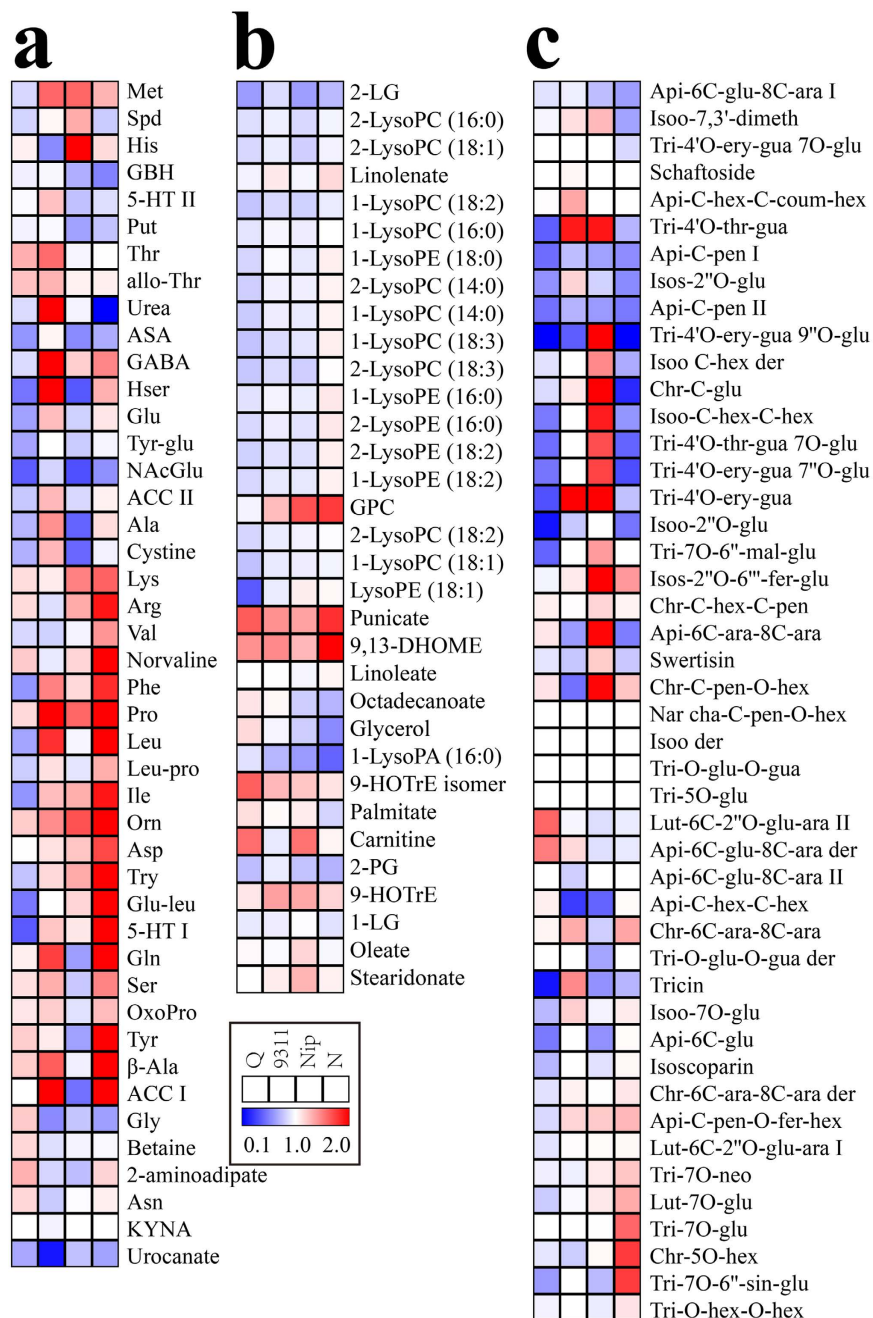 a
Met
Spd
His
GBH
5-HT II
Put
Thr
allo-Thr
Urea
ASA
GABA
Hser
Glu
Tyr-glu
NAcGlu
ACC II
Ala
Cystine
Lys
Arg
Val
Norvaline
Phe
Pro
Leu
Leu-pro
Ile
Orn
Asp
Try
Glu-leu
5-HT I
Gln
Ser
OxoPro
Tyr
β-Ala
ACC I
Gly
Betaine
2-aminoadipate
Asn
KYNA
Urocanate
b
2-LG
2-LysoPC (16:0)
2-LysoPC (18:1)
Linolenate
1-LysoPC (18:2)
1-LysoPC (16:0)
1-LysoPE (18:0)
2-LysoPC (14:0)
1-LysoPC (14:0)
1-LysoPC (18:3)
2-LysoPC (18:3)
1-LysoPE (16:0)
2-LysoPE (16:0)
2-LysoPE (18:2)
1-LysoPE (18:2)
GPC
2-LysoPC (18:2)
1-LysoPC (18:1)
LysoPE (18:1)
Punicate
9,13-DHOME
Linoleate
Octadecanoate
Glycerol
1-LysoPA (16:0)
9-HOTrE isomer
Palmitate
Carnitine
2-PG
9-HOTrE
1-LG
Oleate
Stearidonate
Q
9311
Nip
N
0.1 1.0 2.0
c
Api-6C-glu-8C-ara I
Isoo-7,3'-dimeth
Tri-4'O-ery-gua 7O-glu
Schaftoside
Api-C-hex-C-coum-hex
Tri-4'O-thr-gua
Api-C-pen I
Isos-2"O-glu
Api-C-pen II
Tri-4'O-ery-gua 9"O-glu
Isoo C-hex der
Chr-C-glu
Isoo-C-hex-C-hex
Tri-4'O-thr-gua 7O-glu
Tri-4'O-ery-gua 7"O-glu
Tri-4'O-ery-gua
Isoo-2"O-glu
Tri-7O-6"-mal-glu
Isos-2"O-6"'-fer-glu
Chr-C-hex-C-pen
Api-6C-ara-8C-ara
Swertisin
Chr-C-pen-O-hex
Nar cha-C-pen-O-hex
Isoo der
Tri-O-glu-O-gua
Tri-5O-glu
Lut-6C-2"O-glu-ara II
Api-6C-glu-8C-ara der
Api-6C-glu-8C-ara II
Api-C-hex-C-hex
Chr-6C-ara-8C-ara
Tri-O-glu-O-gua der
Tricin
Isoo-7O-glu
Api-6C-glu
Isoscoparin
Chr-6C-ara-8C-ara der
Api-C-pen-O-fer-hex
Lut-6C-2"O-glu-ara I
Tri-7O-neo
Lut-7O-glu
Tri-7O-glu
Chr-5O-hex
Tri-7O-6"-sin-glu
Tri-O-hex-O-hex